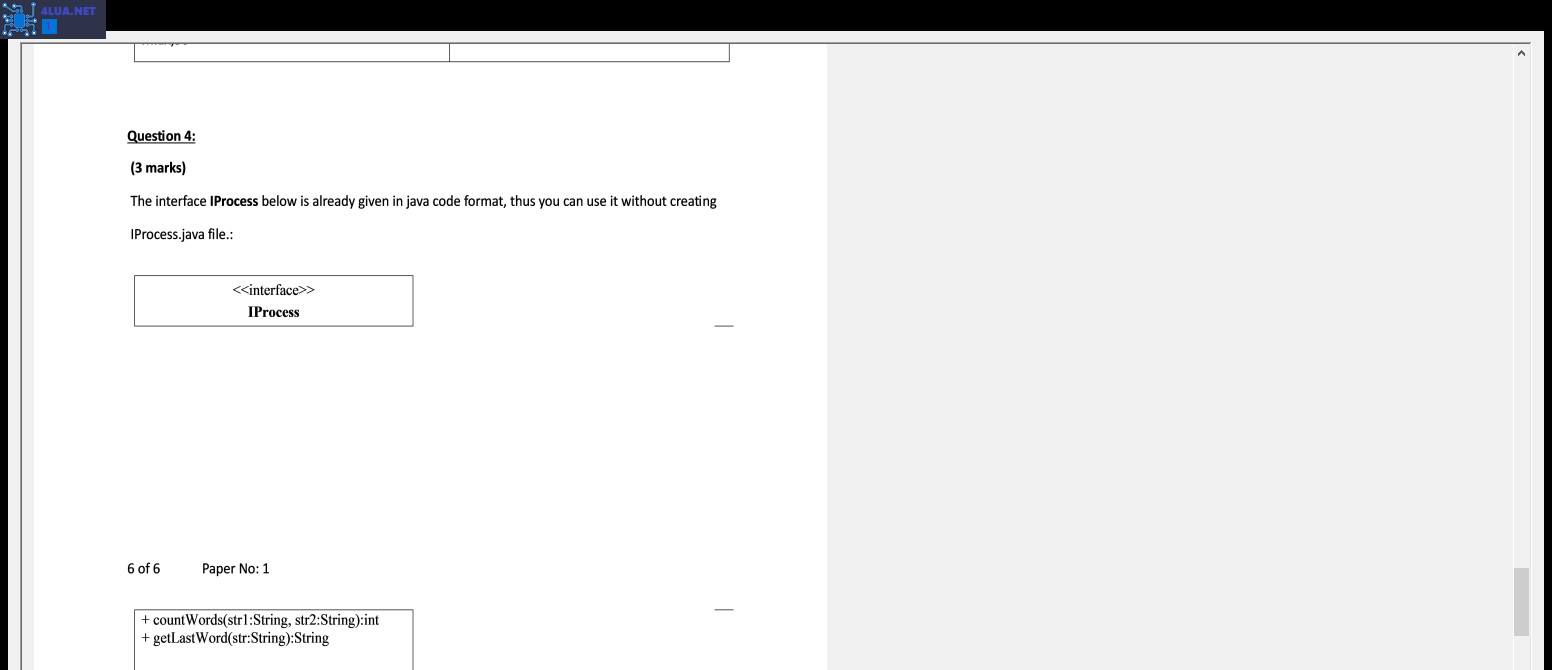 4LUA.NET
Question 4:
(3 marks)
The interface IProcess below is already given in java code format, thus you can use it without creating
IProcess.java file.:
<<interface>>
IProcess
6 of 6 Paper No: 1
+ countWords(str1:String, str2:String):int
+ getLastWord(str:String):String